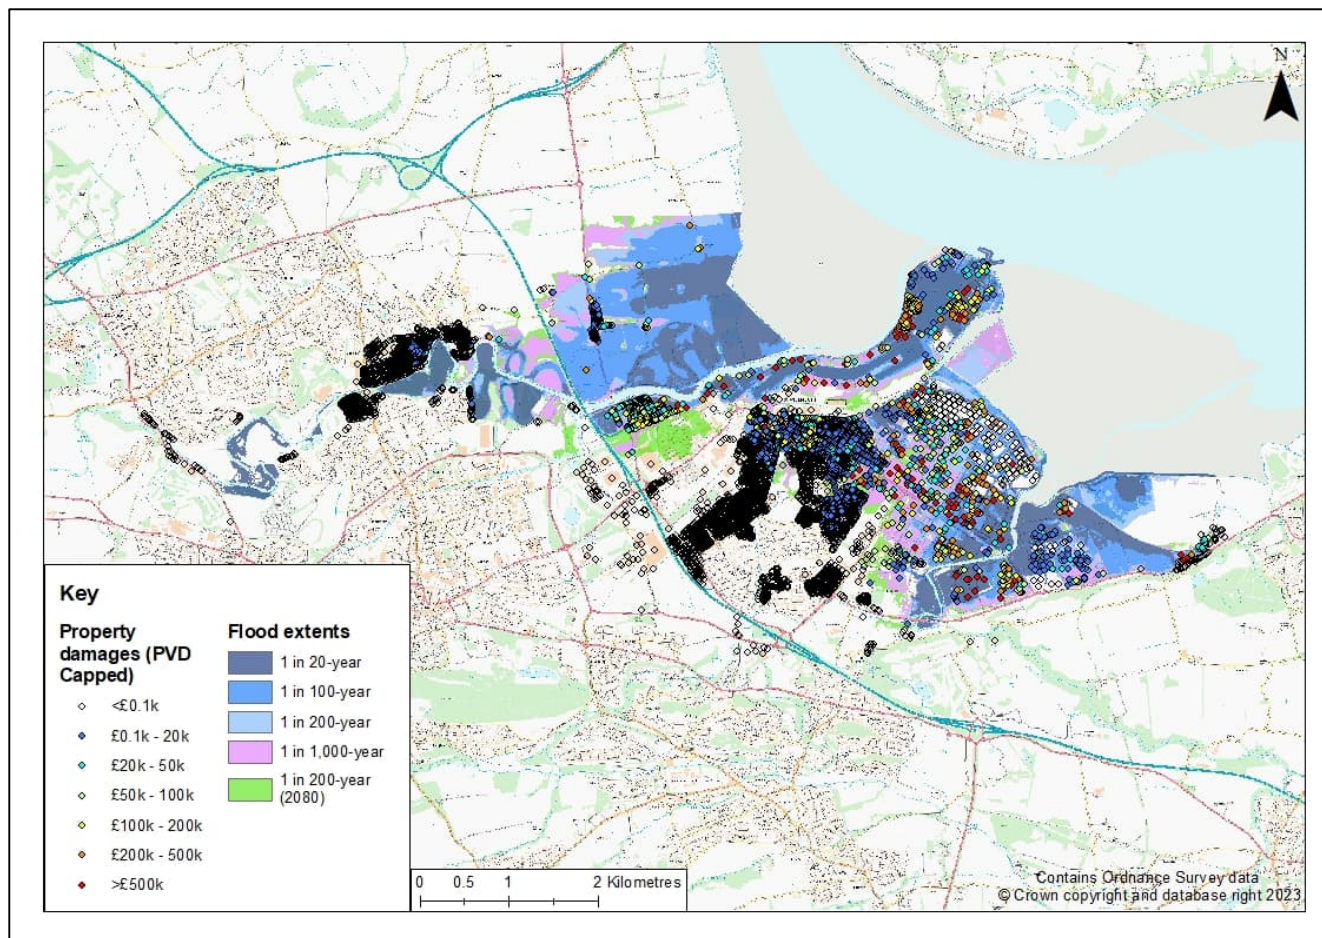 N
Key
Property
damages (PVD
Capped)
<£0.1k
£0.1k - 20k
£20k - 50k
£50k - 100k
£100k - 200k
£200k - 500k
>£500k
Flood extents
1 in 20-year
1 in 100-year
1 in 200-year
1 in 1,000-year
1 in 200-year
(2080)
0 0.5 1 2 Kilometres
Contains Ordnance Survey data
© Crown copyright and database right 2023